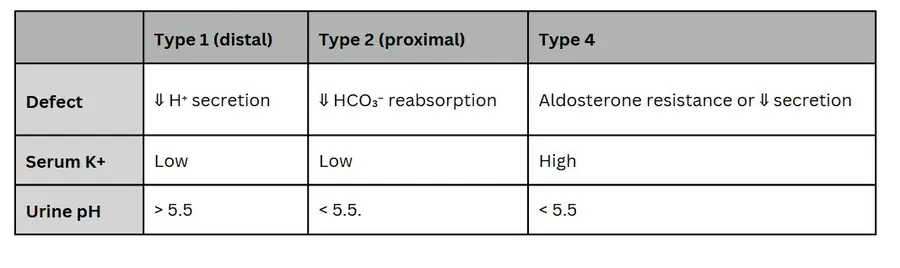 Type 1 (distal) Type 2 (proximal) Type 4
Defect ⇓ H⁺ secretion ⇓ HCO₃⁻ reabsorption Aldosterone resistance or ⇓ secretion
Serum K+ Low Low High
Urine pH > 5.5 < 5.5. < 5.5